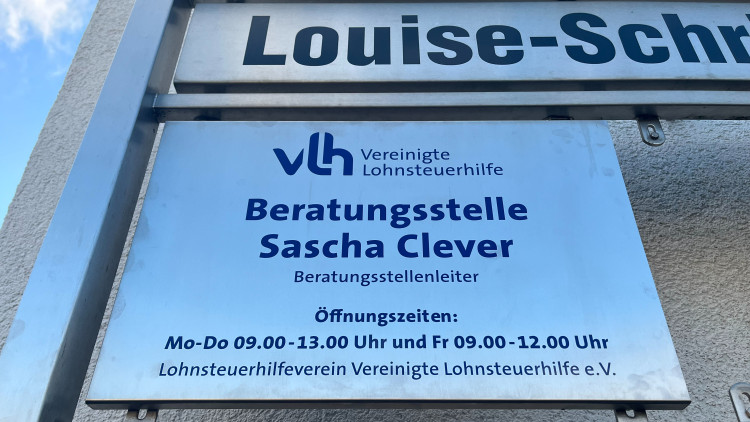 Louise-Schr
vlh Vereinigte
Lohnsteuerhilfe
Beratungsstelle
Sascha Clever
Beratungsstellenleiter
Öffnungszeiten:
Mo-Do 09.00-13.00 Uhr und Fr 09.00-12.00 Uhr
Lohnsteuerhilfeverein Vereinigte Lohnsteuerhilfe e.V.